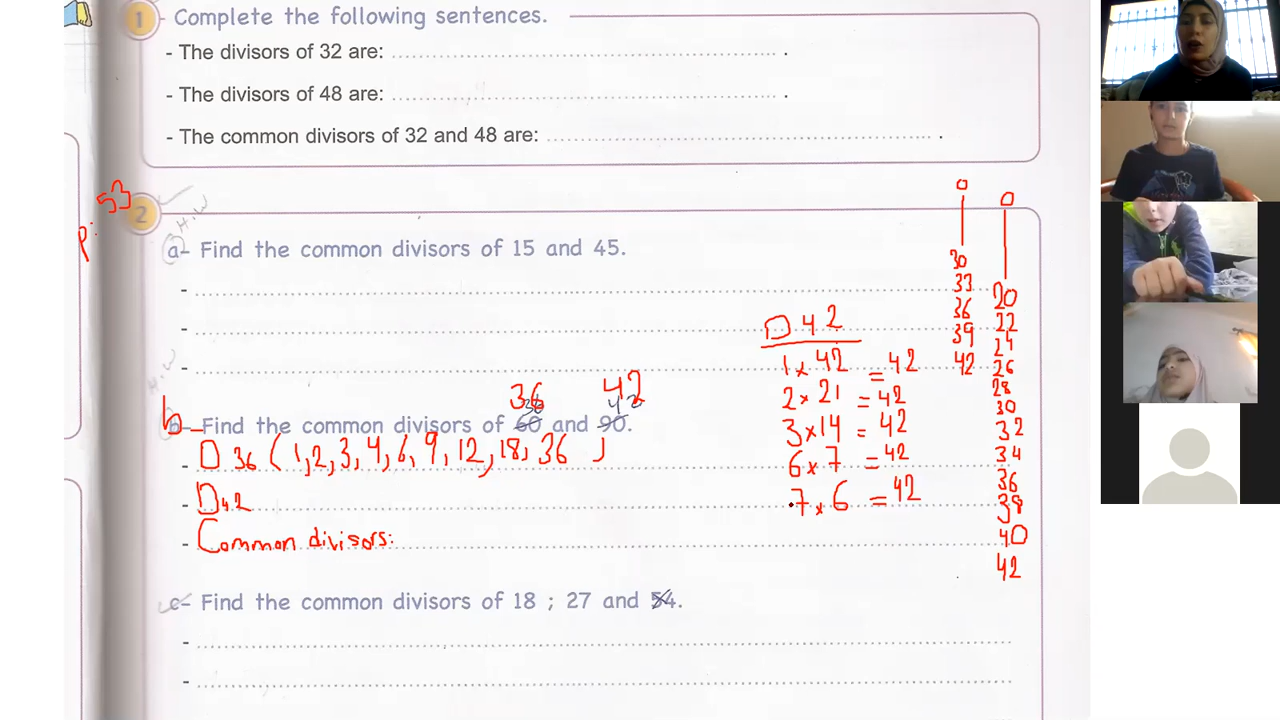 1 Complete the following sentences.
- The divisors of 32 are: .
- The divisors of 48 are: .
- The common divisors of 32 and 48 are: .
p: 53
2
H.W
a- Find the common divisors of 15 and 45.
-
-
-
H.W
36 42
b- Find the common divisors of 60 and 90.
- D 36 ( 1, 2, 3, 4, 6, 9, 12, 18, 36 )
- D 42
- Common divisors:
c- Find the common divisors of 18 ; 27 and 54.
-
-
D 42
1 × 42 = 42
2 × 21 = 42
3 × 14 = 42
6 × 7 = 42
7 × 6 = 42
0
30
33
36
39
42
0
20
22
24
26
28
30
32
34
36
38
40
42